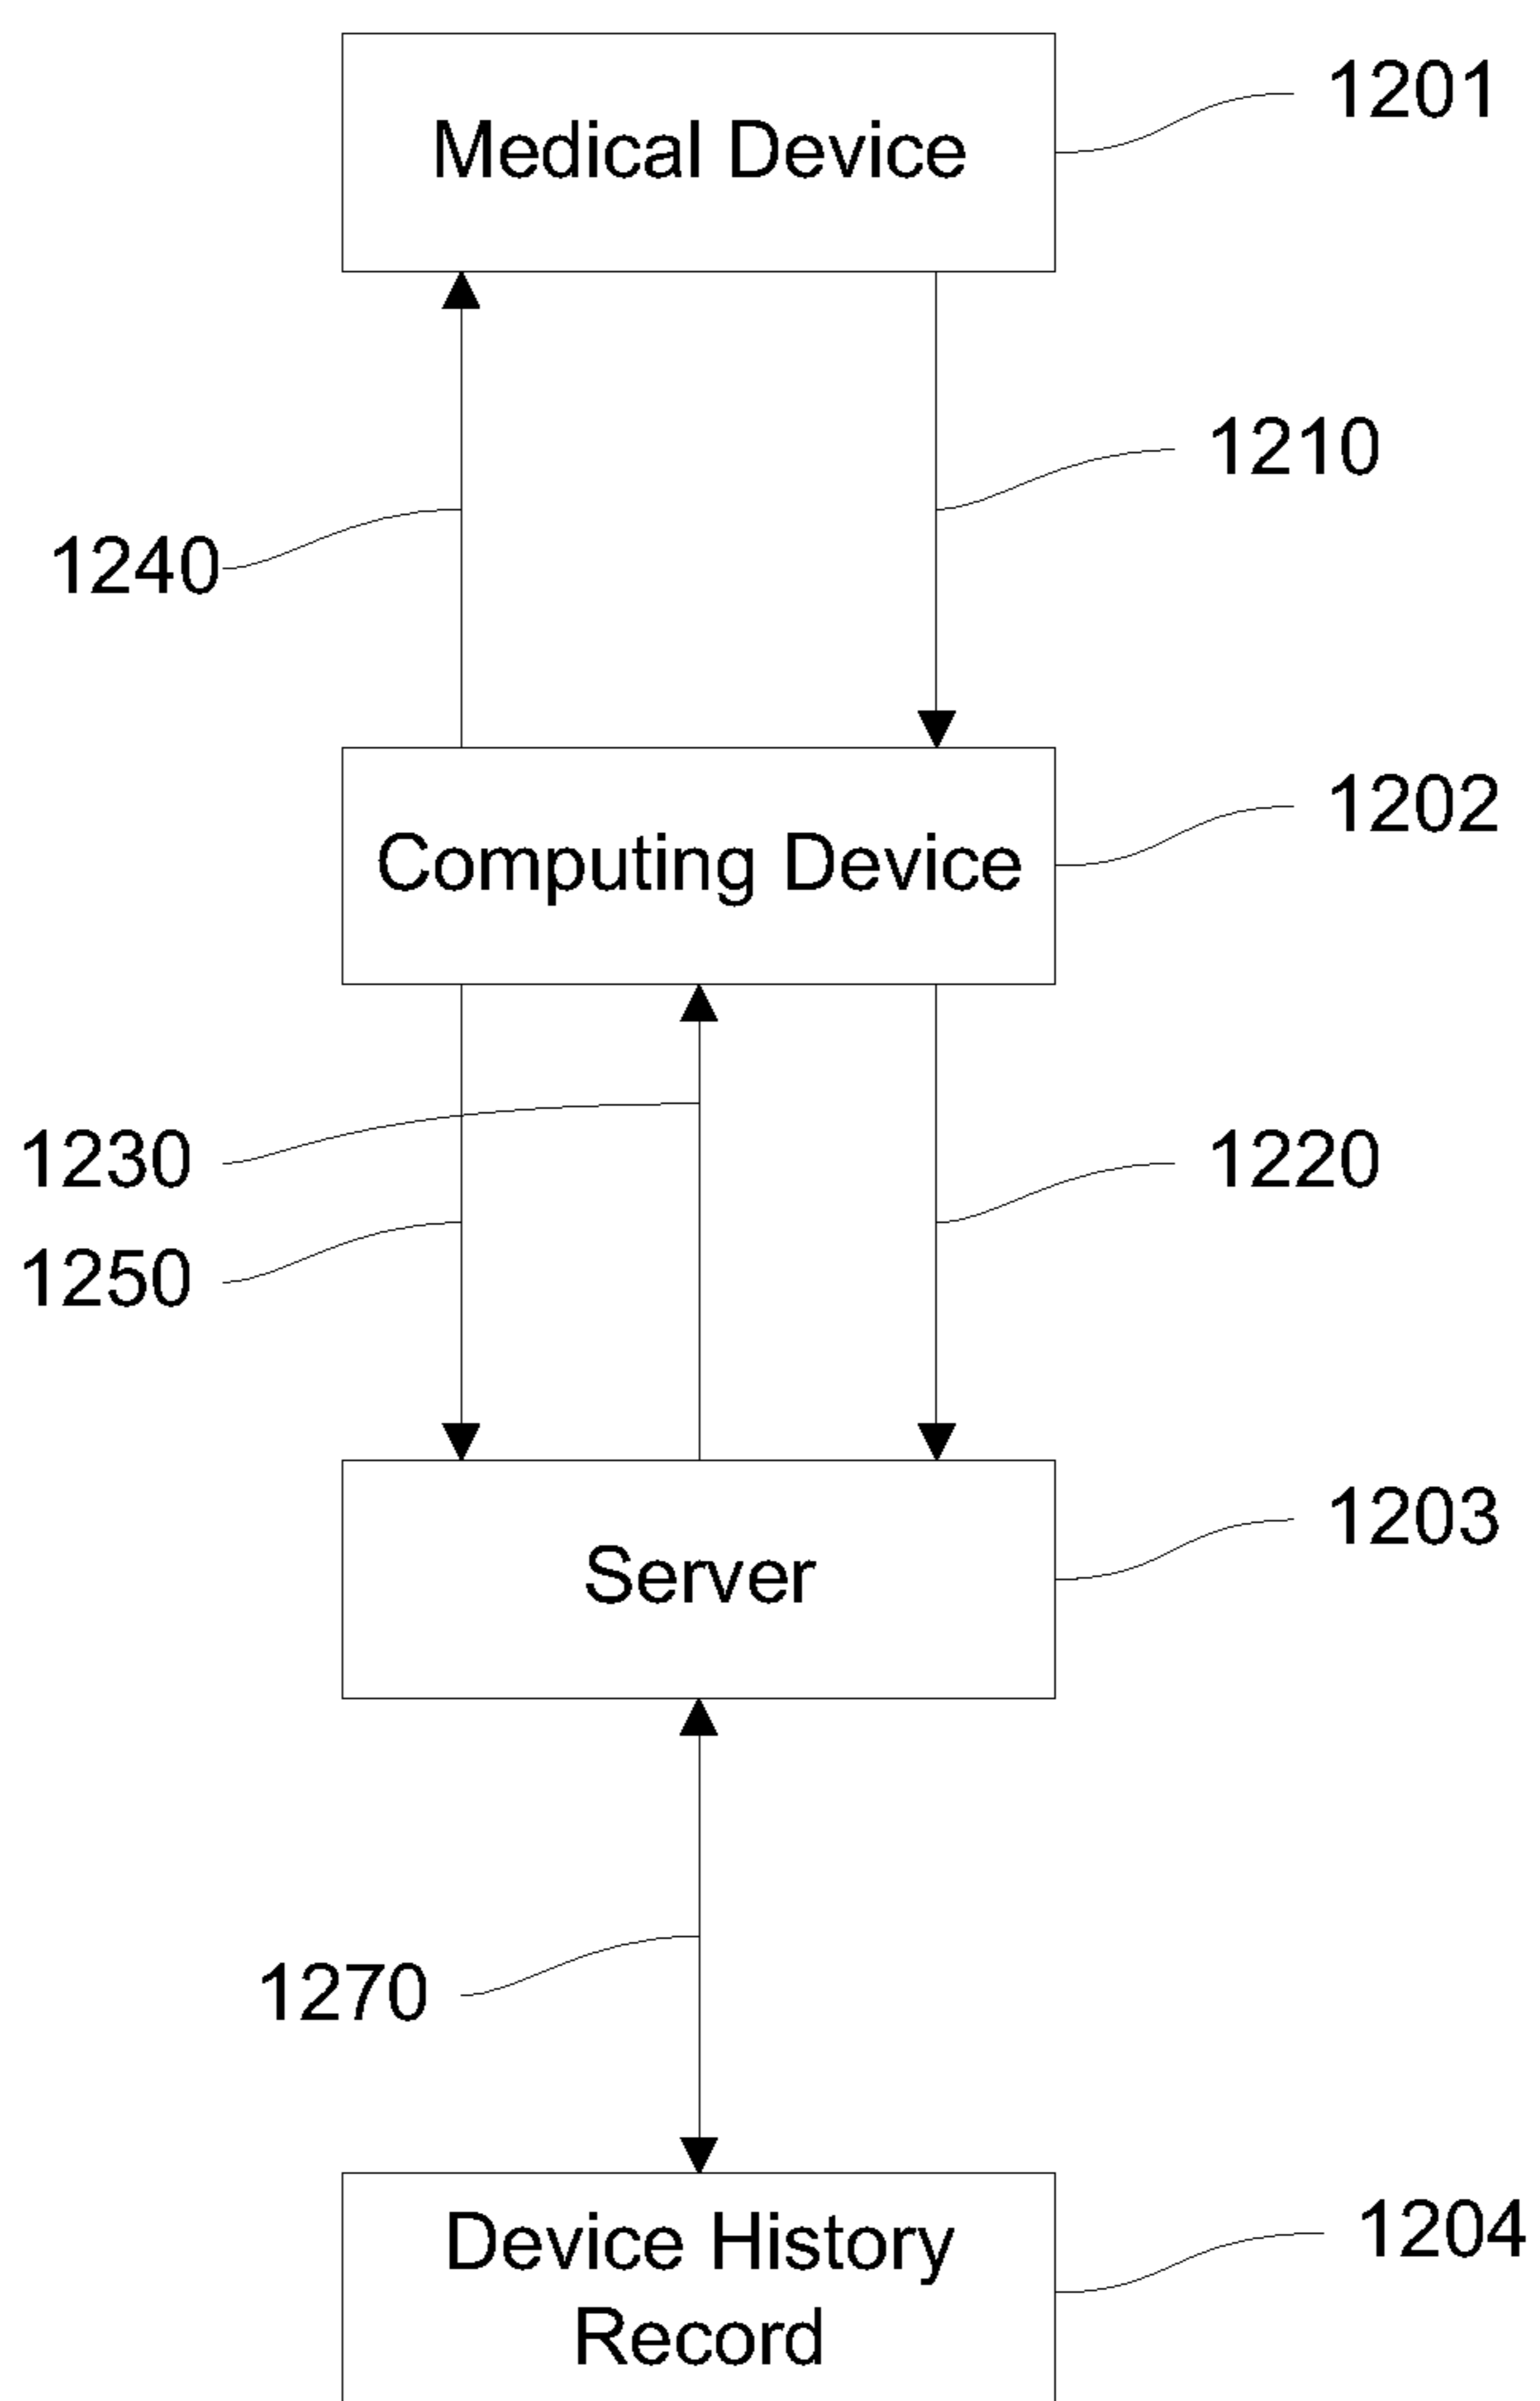 1201
Medical Device
1210
1240
1202
Computing Device
1230
1220
1250
1203
Server
1270
1204
Device History
Record